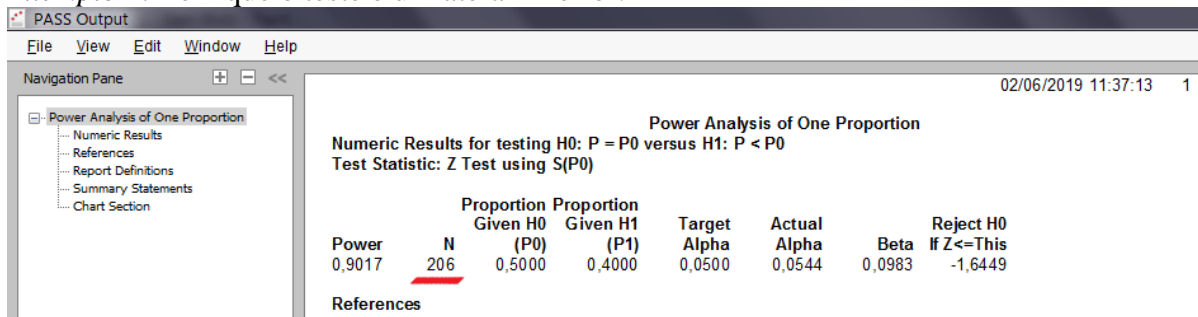 PASS Output
File View Edit Window Help
Navigation Pane <<
Power Analysis of One Proportion
Numeric Results
References
Report Definitions
Summary Statements
Chart Section
02/06/2019 11:37:13 1
Power Analysis of One Proportion
Numeric Results for testing H0: P = P0 versus H1: P < P0
Test Statistic: Z Test using S(P0)
Proportion Proportion
Given H0 Given H1 Target Actual Reject H0
Power N (P0) (P1) Alpha Alpha Beta If Z<=This
0,9017 206 0,5000 0,4000 0,0500 0,0544 0,0983 -1,6449
References